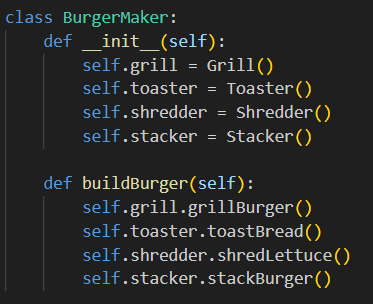 class BurgerMaker:
    def __init__(self):
        self.grill = Grill()
        self.toaster = Toaster()
        self.shredder = Shredder()
        self.stacker = Stacker()

    def buildBurger(self):
        self.grill.grillBurger()
        self.toaster.toastBread()
        self.shredder.shredLettuce()
        self.stacker.stackBurger()